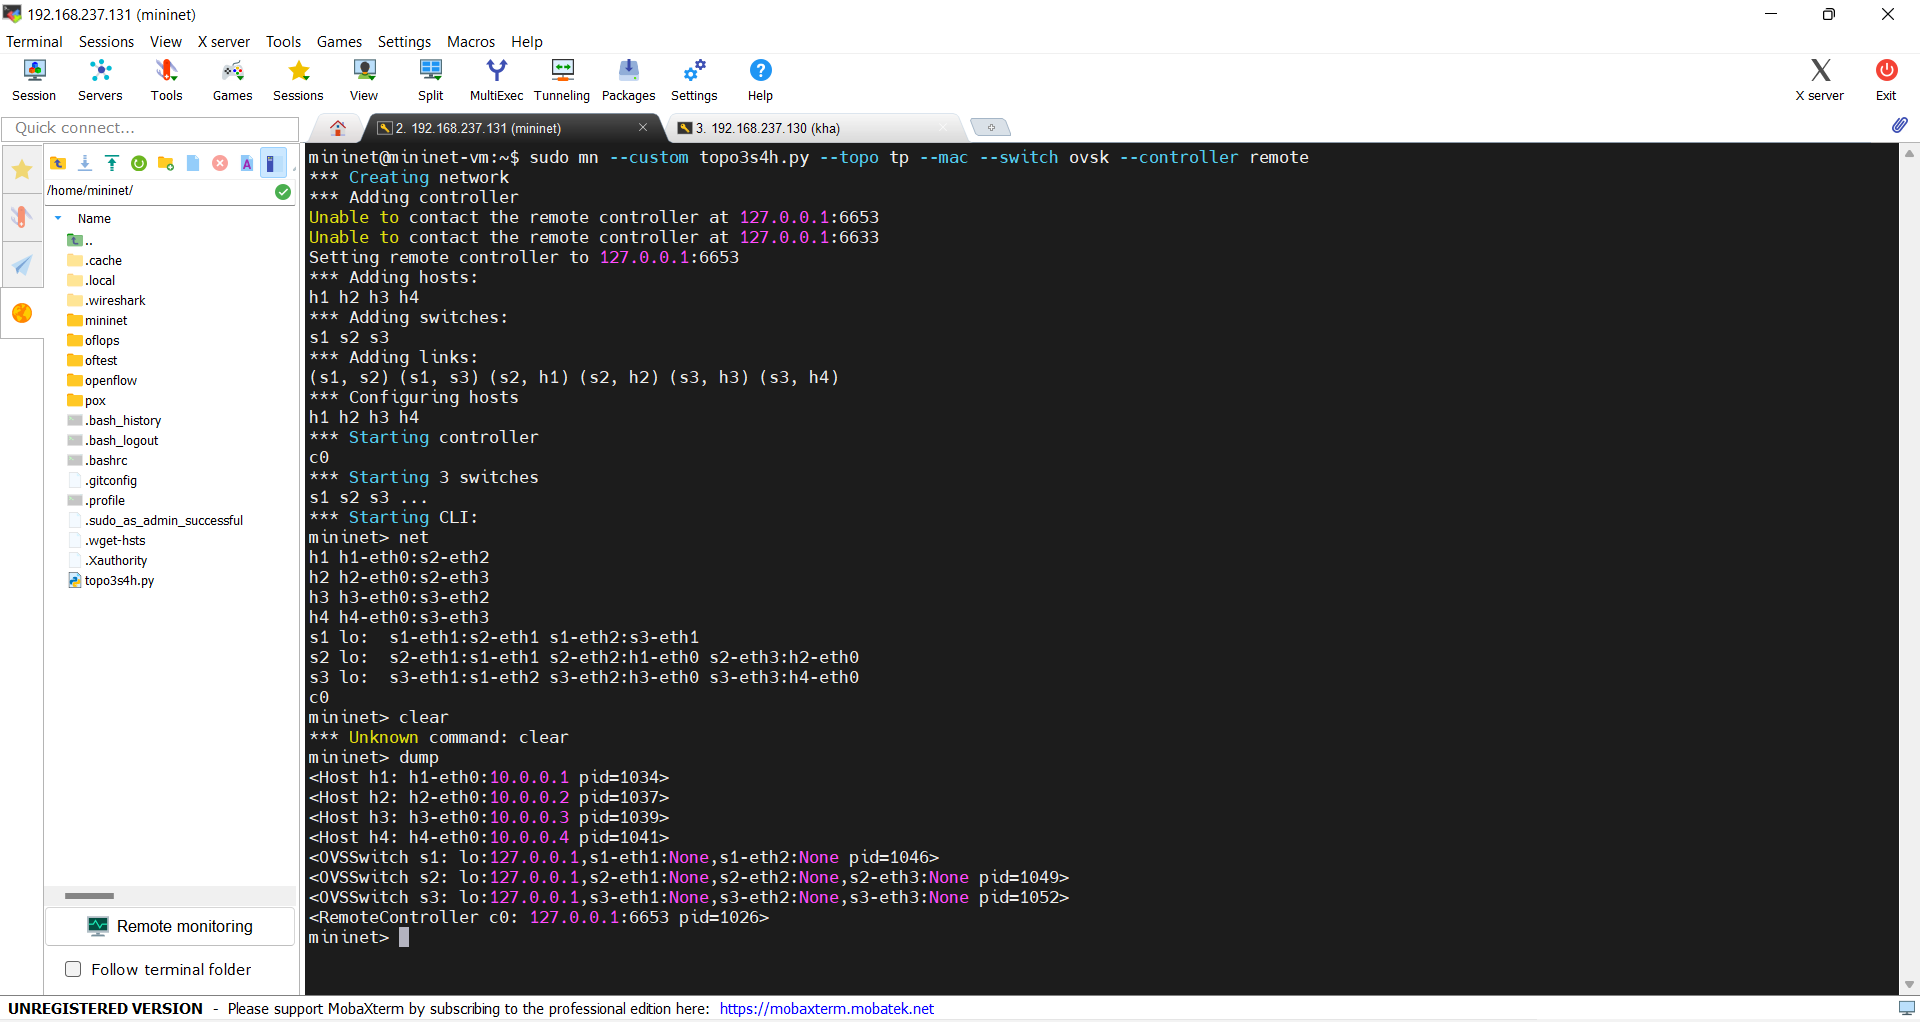 192.168.237.131 (mininet)
Terminal Sessions View X server Tools Games Settings Macros Help
Session Servers Tools Games Sessions View Split MultiExec Tunneling Packages Settings Help X server Exit
Quick connect...
2. 192.168.237.131 (mininet)
3. 192.168.237.130 (kha)
/home/mininet/
Name
..
.cache
.local
.wireshark
mininet
oflops
oftest
openflow
pox
.bash_history
.bash_logout
.bashrc
.gitconfig
.profile
.sudo_as_admin_successful
.wget-hsts
.Xauthority
topo3s4h.py
Remote monitoring
Follow terminal folder
mininet@mininet-vm:~$ sudo mn --custom topo3s4h.py --topo tp --mac --switch ovsk --controller remote
*** Creating network
*** Adding controller
Unable to contact the remote controller at 127.0.0.1:6653
Unable to contact the remote controller at 127.0.0.1:6633
Setting remote controller to 127.0.0.1:6653
*** Adding hosts:
h1 h2 h3 h4
*** Adding switches:
s1 s2 s3
*** Adding links:
(s1, s2) (s1, s3) (s2, h1) (s2, h2) (s3, h3) (s3, h4)
*** Configuring hosts
h1 h2 h3 h4
*** Starting controller
c0
*** Starting 3 switches
s1 s2 s3 ...
*** Starting CLI:
mininet> net
h1 h1-eth0:s2-eth2
h2 h2-eth0:s2-eth3
h3 h3-eth0:s3-eth2
h4 h4-eth0:s3-eth3
s1 lo:  s1-eth1:s2-eth1 s1-eth2:s3-eth1
s2 lo:  s2-eth1:s1-eth1 s2-eth2:h1-eth0 s2-eth3:h2-eth0
s3 lo:  s3-eth1:s1-eth2 s3-eth2:h3-eth0 s3-eth3:h4-eth0
c0
mininet> clear
*** Unknown command: clear
mininet> dump
<Host h1: h1-eth0:10.0.0.1 pid=1034>
<Host h2: h2-eth0:10.0.0.2 pid=1037>
<Host h3: h3-eth0:10.0.0.3 pid=1039>
<Host h4: h4-eth0:10.0.0.4 pid=1041>
<OVSSwitch s1: lo:127.0.0.1,s1-eth1:None,s1-eth2:None pid=1046>
<OVSSwitch s2: lo:127.0.0.1,s2-eth1:None,s2-eth2:None,s2-eth3:None pid=1049>
<OVSSwitch s3: lo:127.0.0.1,s3-eth1:None,s3-eth2:None,s3-eth3:None pid=1052>
<RemoteController c0: 127.0.0.1:6653 pid=1026>
mininet>
UNREGISTERED VERSION - Please support MobaXterm by subscribing to the professional edition here: https://mobaxterm.mobatek.net